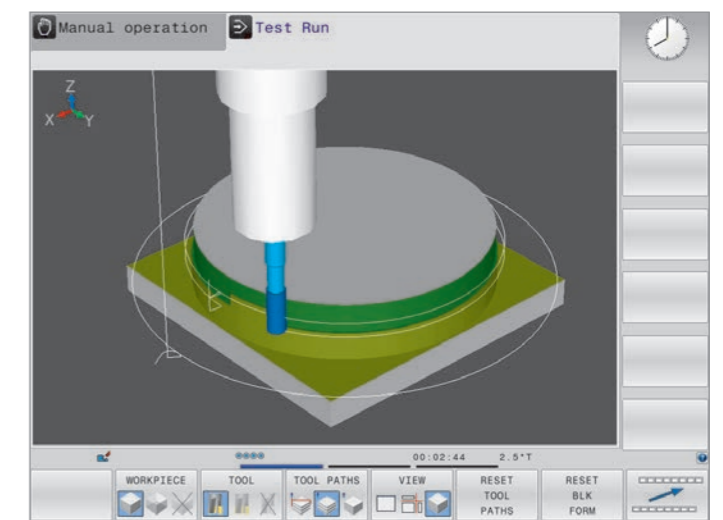 Manual operation
Test Run
Z
X
Y
00:02:44 2.5*T
WORKPIECE
TOOL
TOOL PATHS
VIEW
RESET
TOOL
PATHS
RESET
BLK
FORM